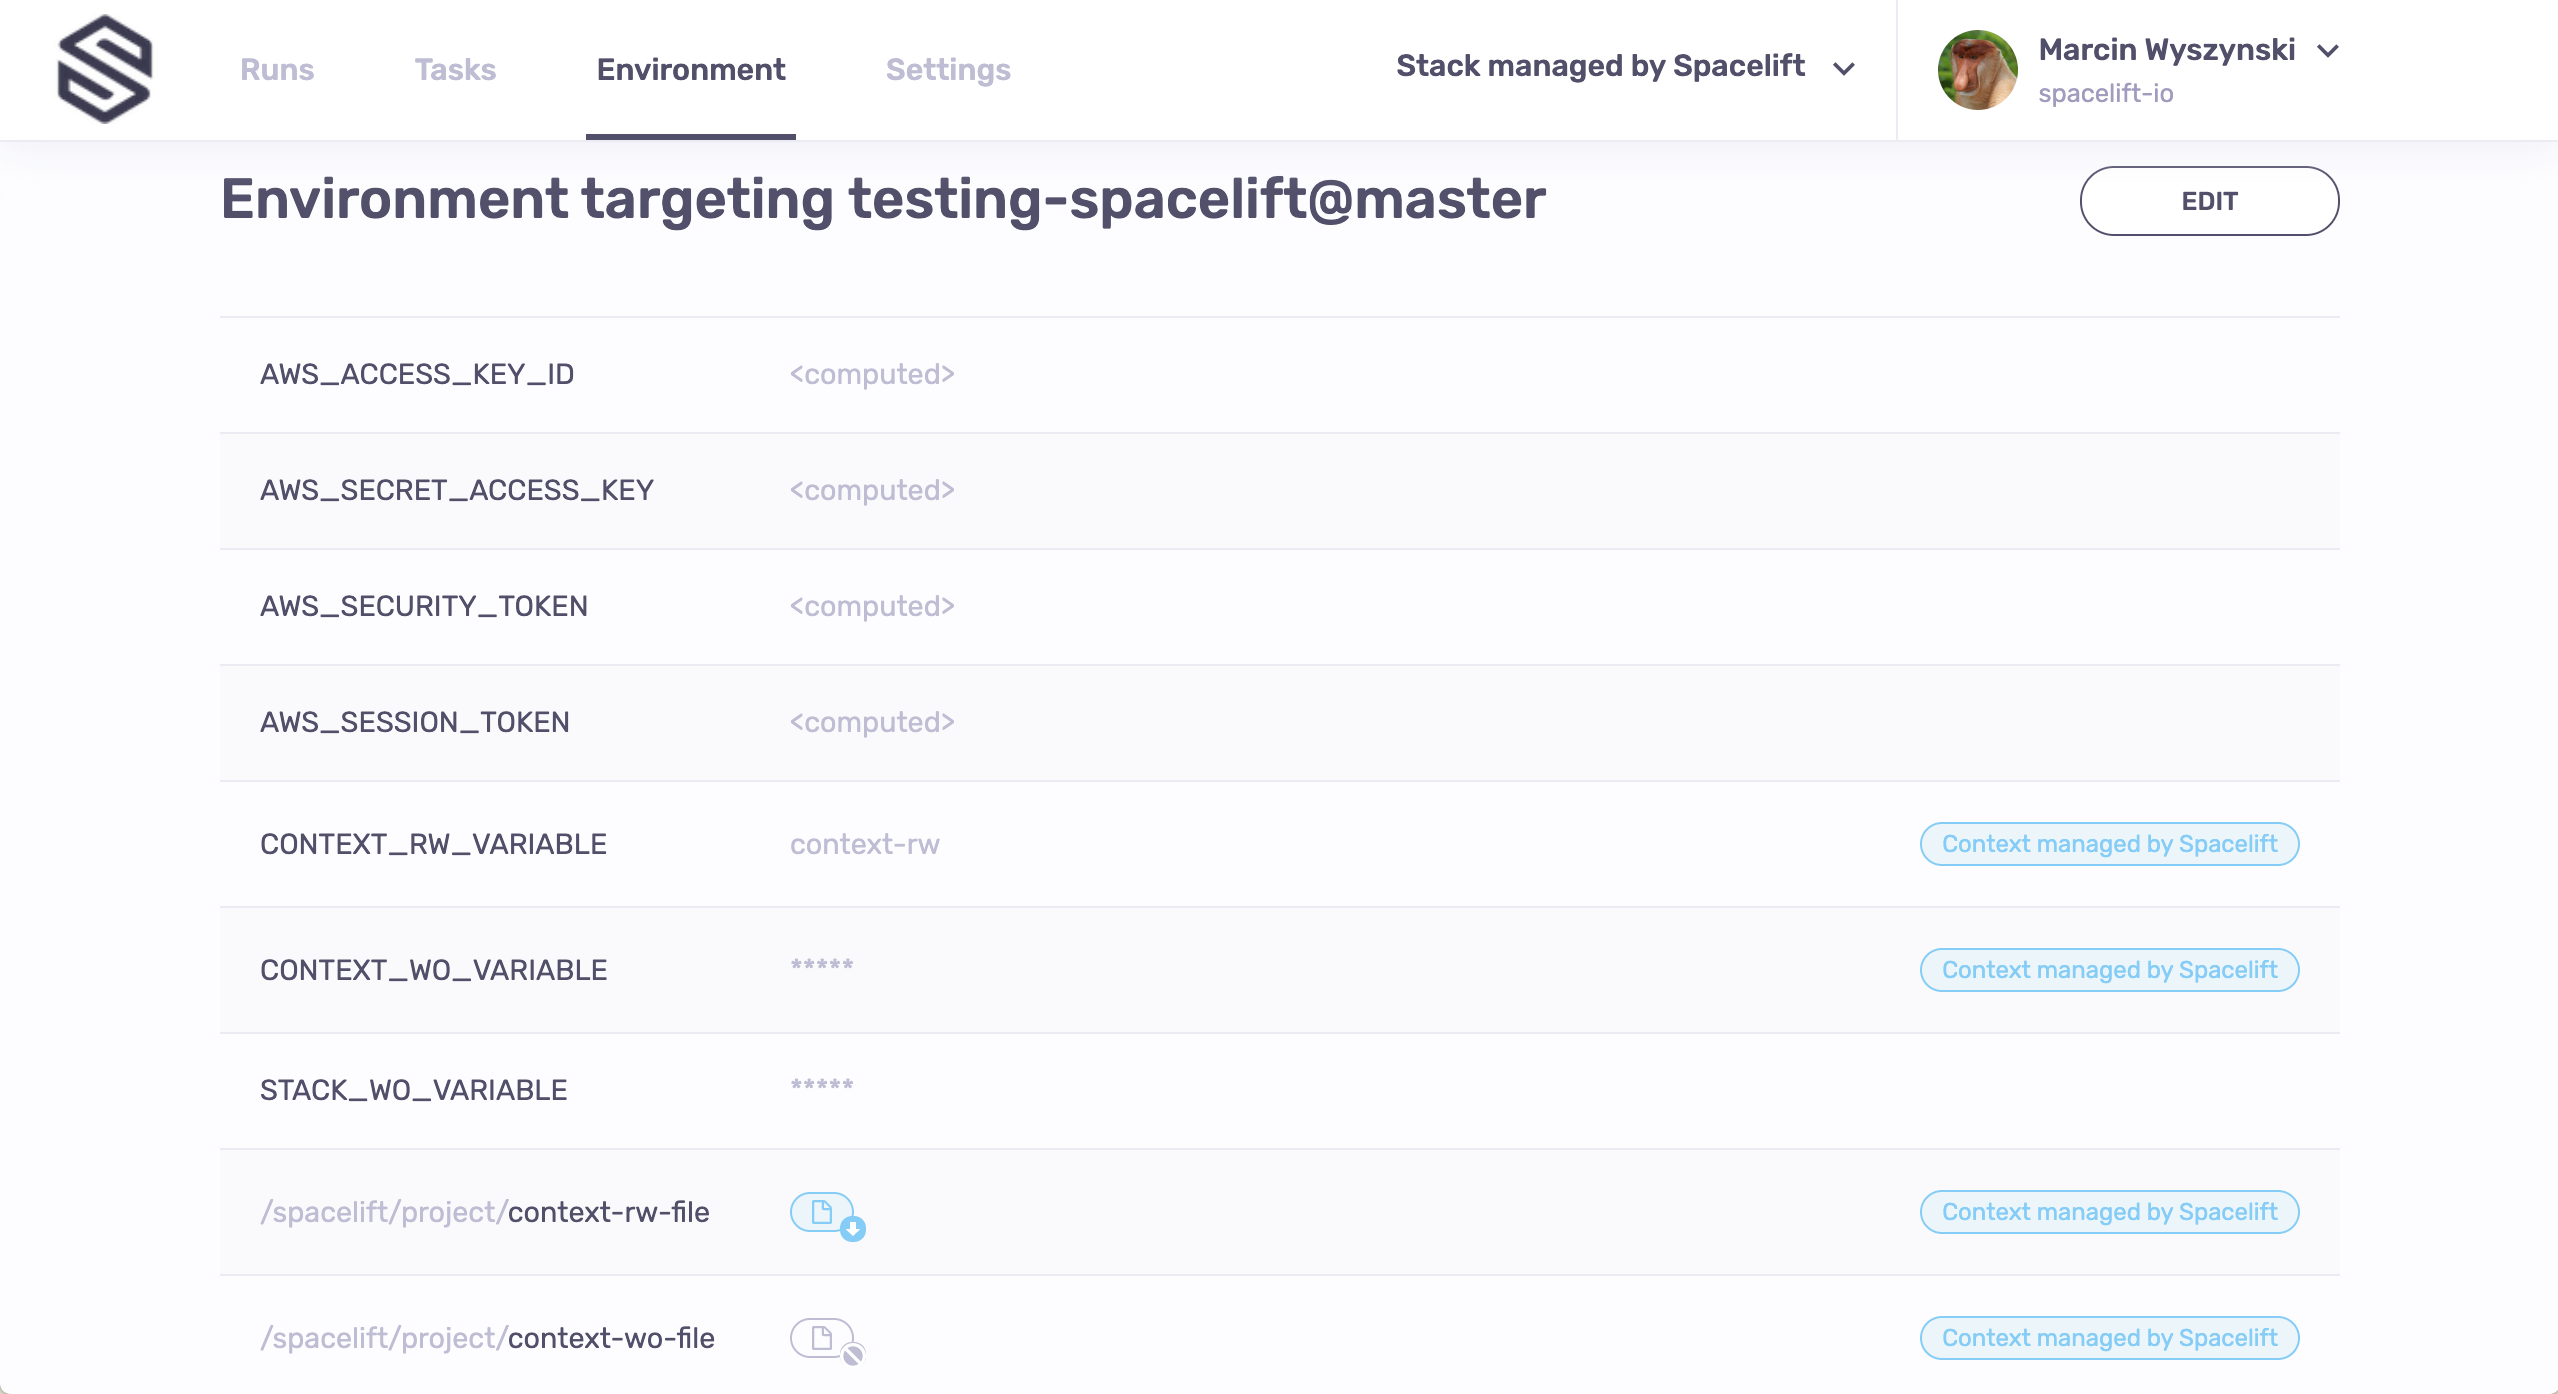 Runs Tasks Environment Settings Stack managed by Spacelift Marcin Wyszynski
spacelift-io
Environment targeting testing-spacelift@master EDIT
AWS_ACCESS_KEY_ID <computed>
AWS_SECRET_ACCESS_KEY <computed>
AWS_SECURITY_TOKEN <computed>
AWS_SESSION_TOKEN <computed>
CONTEXT_RW_VARIABLE context-rw Context managed by Spacelift
CONTEXT_WO_VARIABLE ***** Context managed by Spacelift
STACK_WO_VARIABLE *****
/spacelift/project/context-rw-file Context managed by Spacelift
/spacelift/project/context-wo-file Context managed by Spacelift